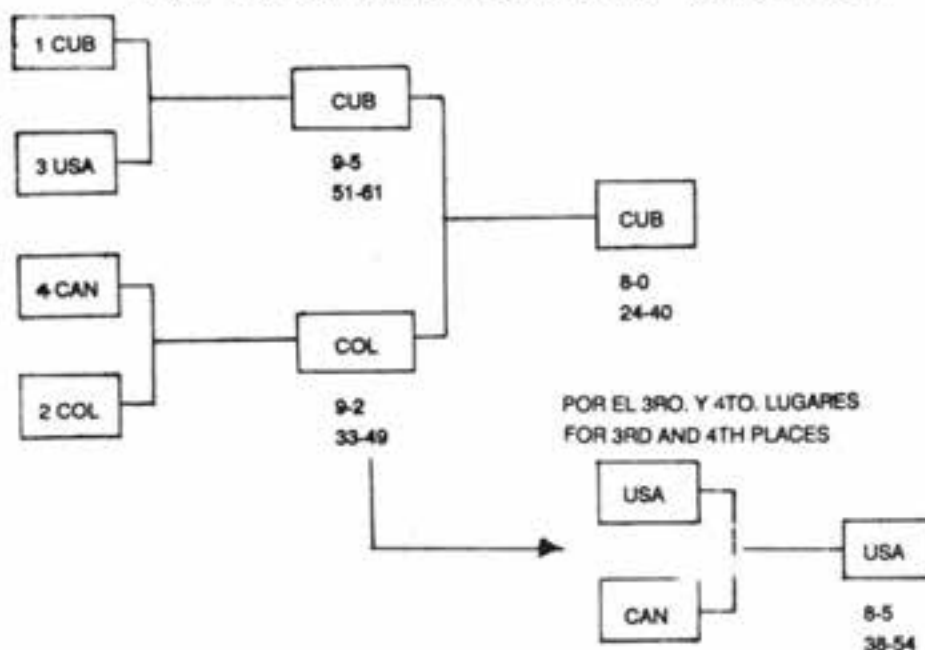 1 CUB
CUB
3 USA
9-5
51-61
CUB
4 CAN
8-0
24-40
COL
2 COL
9-2
33-49
POR EL 3RO. Y 4TO. LUGARES
FOR 3RD AND 4TH PLACES
USA
USA
CAN
8-5
38-54